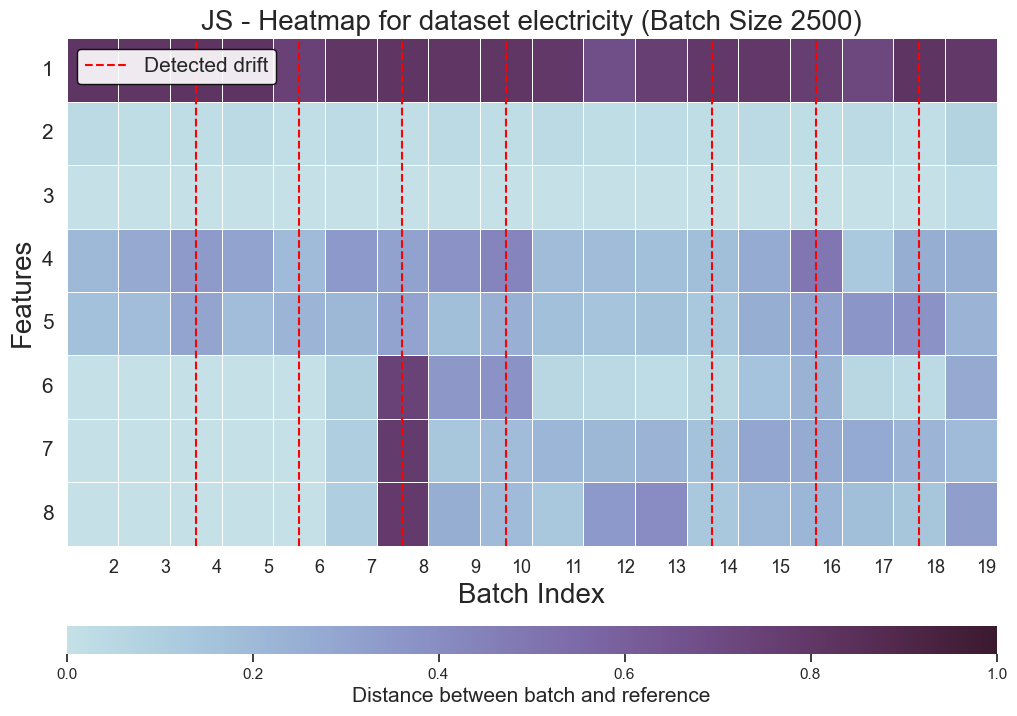 JS - Heatmap for dataset electricity (Batch Size 2500)
Detected drift
1
2
3
4
5
6
7
8
Features
2 3 4 5 6 7 8 9 10 11 12 13 14 15 16 17 18 19
Batch Index
0.0 0.2 0.4 0.6 0.8 1.0
Distance between batch and reference